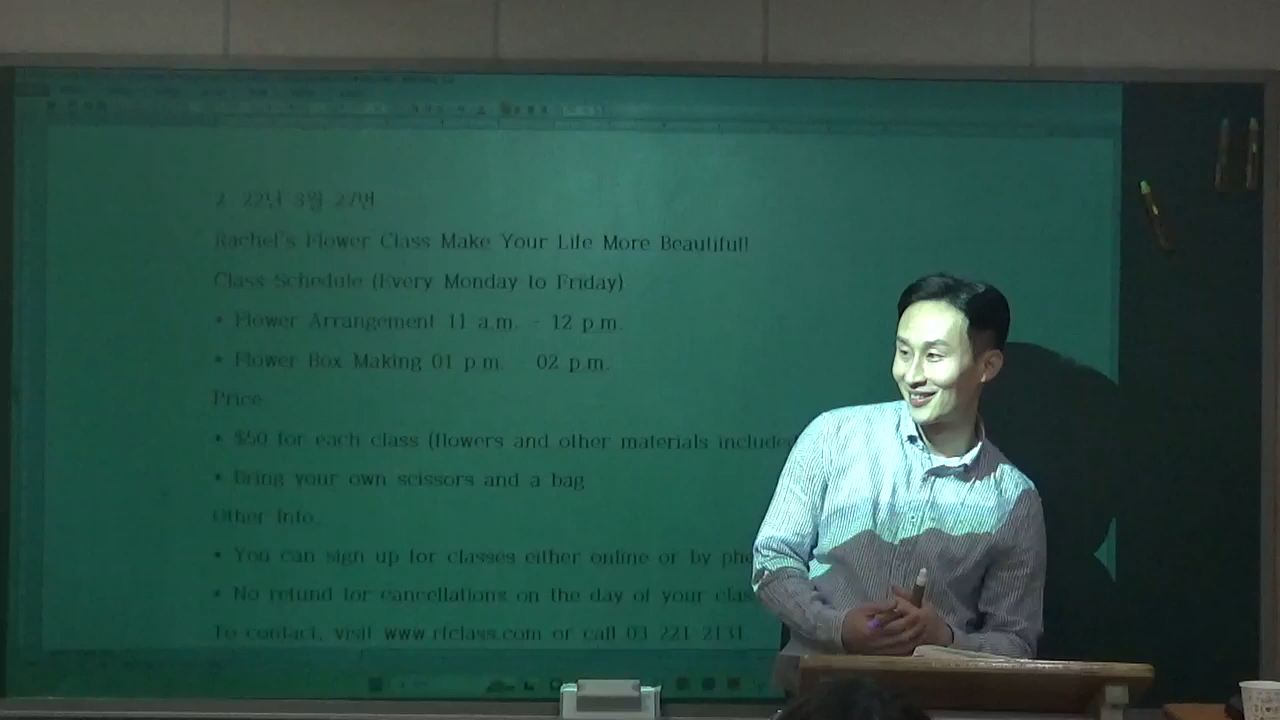 2. 22년 3월 27번
Rachel's Flower Class Make Your Life More Beautiful!
Class Schedule (Every Monday to Friday)
• Flower Arrangement 11 a.m. - 12 p.m.
• Flower Box Making 01 p.m. - 02 p.m.
Price
• $50 for each class (flowers and other materials include
• Bring your own scissors and a bag
Other Info.
• You can sign up for classes either online or by pho
• No refund for cancellations on the day of your clas
To contact, visit www.rfclass.com or call 03 221 2131